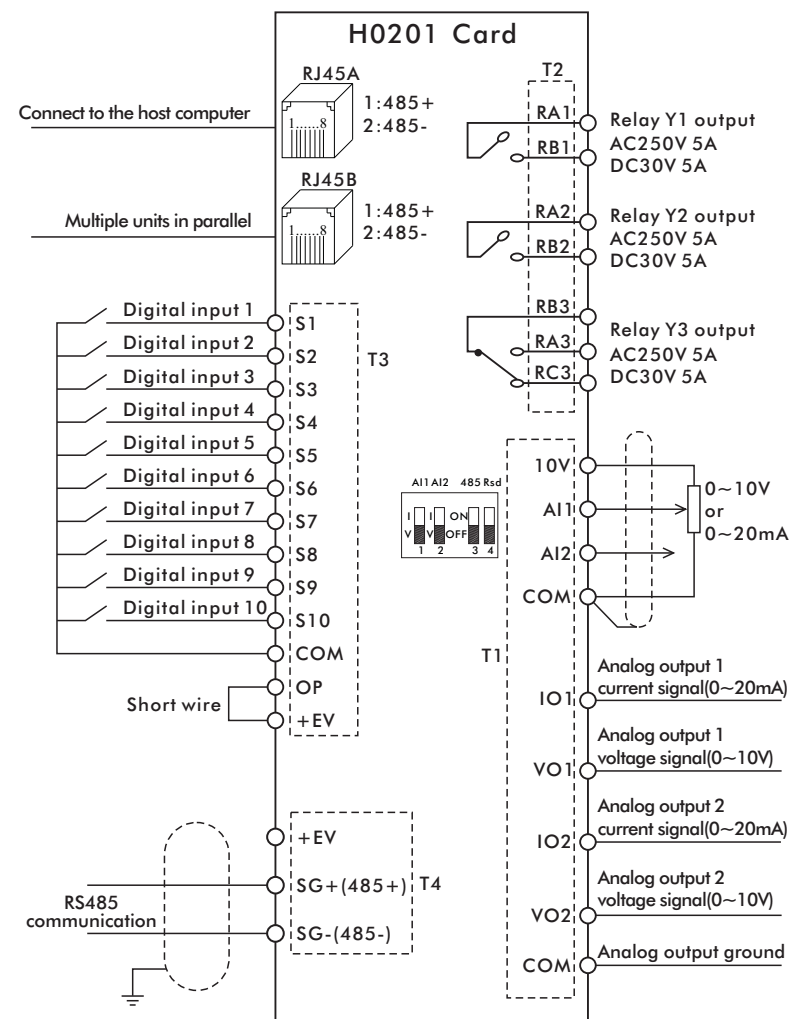 H0201 Card
RJ45A
1:485+
2:485-
1......8
Connect to the host computer
RJ45B
1:485+
2:485-
1......8
Multiple units in parallel
T2
RA1
RB1
Relay Y1 output
AC250V 5A
DC30V 5A
RA2
RB2
Relay Y2 output
AC250V 5A
DC30V 5A
RB3
RA3
RC3
Relay Y3 output
AC250V 5A
DC30V 5A
Digital input 1
S1
Digital input 2
S2
Digital input 3
S3
Digital input 4
S4
Digital input 5
S5
Digital input 6
S6
Digital input 7
S7
Digital input 8
S8
Digital input 9
S9
Digital input 10
S10
COM
OP
+EV
T3
Short wire
AI1 AI2 485 Rsd
I I ON
V V OFF
1 2 3 4
10V
AI1
AI2
COM
0~10V
or
0~20mA
T1
Analog output 1
current signal(0~20mA)
IO1
Analog output 1
voltage signal(0~10V)
VO1
Analog output 2
current signal(0~20mA)
IO2
Analog output 2
voltage signal(0~10V)
VO2
Analog output ground
COM
+EV
SG+(485+)
SG-(485-)
T4
RS485
communication